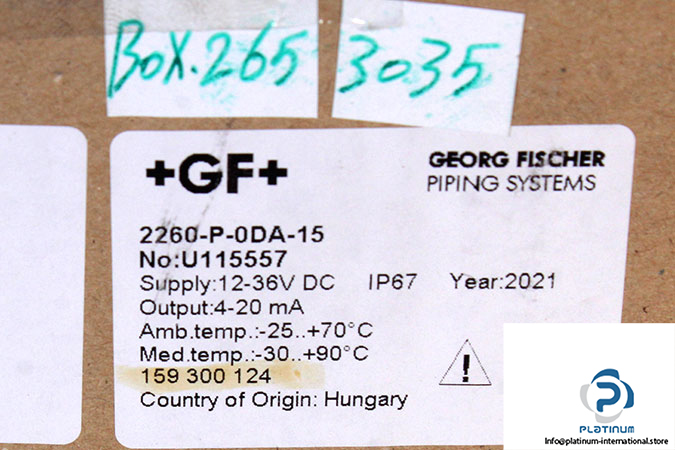 BOX.265 3035
+GF+
GEORG FISCHER
PIPING SYSTEMS
2260-P-0DA-15
No:U115557
Supply:12-36V DC IP67 Year:2021
Output:4-20 mA
Amb.temp.:-25..+70°C
Med.temp.:-30..+90°C
159 300 124
Country of Origin: Hungary
!
PLATINUM
Info@platinum-international.store